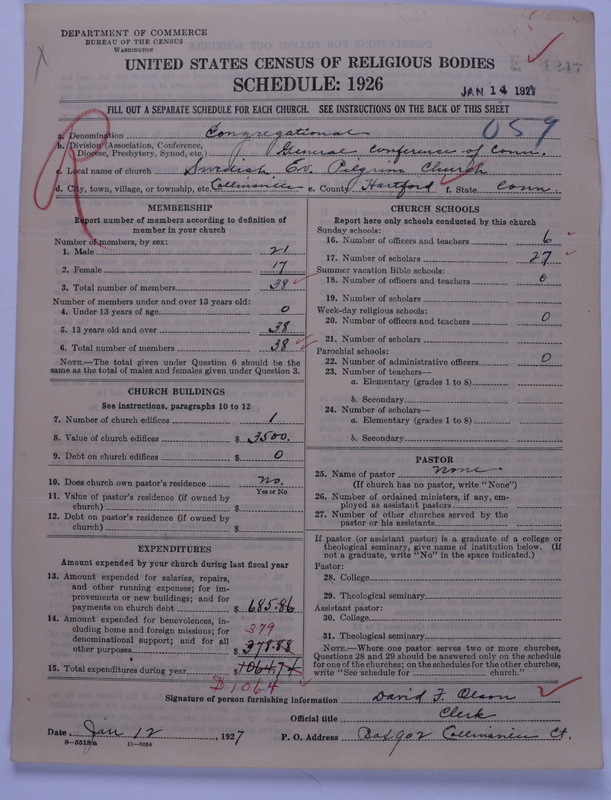 DEPARTMENT OF COMMERCE
BUREAU OF THE CENSUS
WASHINGTON
UNITED STATES CENSUS OF RELIGIOUS BODIES
SCHEDULE: 1926
JAN 14 1927
FILL OUT A SEPARATE SCHEDULE FOR EACH CHURCH. SEE INSTRUCTIONS ON THE BACK OF THIS SHEET
a. Denomination Congregational 059
b. Division (Association, Conference, Diocese, Presbytery, Synod, etc.) General Conference of Conn.
c. Local name of church Swedish Ev. Pilgrim Church
d. City, town, village, or township, etc. Collinsville e. County Hartford f. State Conn.
MEMBERSHIP
Report number of members according to definition of
member in your church
Number of members, by sex:
1. Male 21
2. Female 17
3. Total number of members 38
Number of members under and over 13 years old:
4. Under 13 years of age 0
5. 13 years old and over 38
6. Total number of members 38
NOTE.—The total given under Question 6 should be the
same as the total of males and females given under Question 3.
CHURCH BUILDINGS
See instructions, paragraphs 10 to 12
7. Number of church edifices 1
8. Value of church edifices $ 3500.
9. Debt on church edifices $ 0
10. Does church own pastor's residence No.
Yes or No
11. Value of pastor's residence (if owned by
church) $
12. Debt on pastor's residence (if owned by
church) $
EXPENDITURES
Amount expended by your church during last fiscal year
13. Amount expended for salaries, repairs,
and other running expenses; for im-
provements or new buildings; and for
payments on church debt $ 685.86
14. Amount expended for benevolences, in-
cluding home and foreign missions; for 379
denominational support; and for all
other purposes $ 378.88
15. Total expenditures during year $ 1064.74
$1064
CHURCH SCHOOLS
Report here only schools conducted by this church
Sunday schools:
16. Number of officers and teachers 6
17. Number of scholars 27
Summer vacation Bible schools:
18. Number of officers and teachers 0
19. Number of scholars
Week-day religious schools:
20. Number of officers and teachers 0
21. Number of scholars
Parochial schools:
22. Number of administrative officers 0
23. Number of teachers—
a. Elementary (grades 1 to 8)
b. Secondary
24. Number of scholars—
a. Elementary (grades 1 to 8)
b. Secondary
PASTOR
25. Name of pastor None
(If church has no pastor, write "None")
26. Number of ordained ministers, if any, em-
ployed as assistant pastors
27. Number of other churches served by the
pastor or his assistants
If pastor (or assistant pastor) is a graduate of a college or
theological seminary, give name of institution below. (If
not a graduate, write "No" in the space indicated.)
Pastor:
28. College
29. Theological seminary
Assistant pastor:
30. College
31. Theological seminary
NOTE.—Where one pastor serves two or more churches,
Questions 28 and 29 should be answered only on the schedule
for one of the churches; on the schedules for the other churches,
write "See schedule for church."
Signature of person furnishing information David F. Olson
Official title Clerk
Date Jan 12, 1927 P. O. Address Box 902 Collinsville Ct.
8-5518a 11-9054